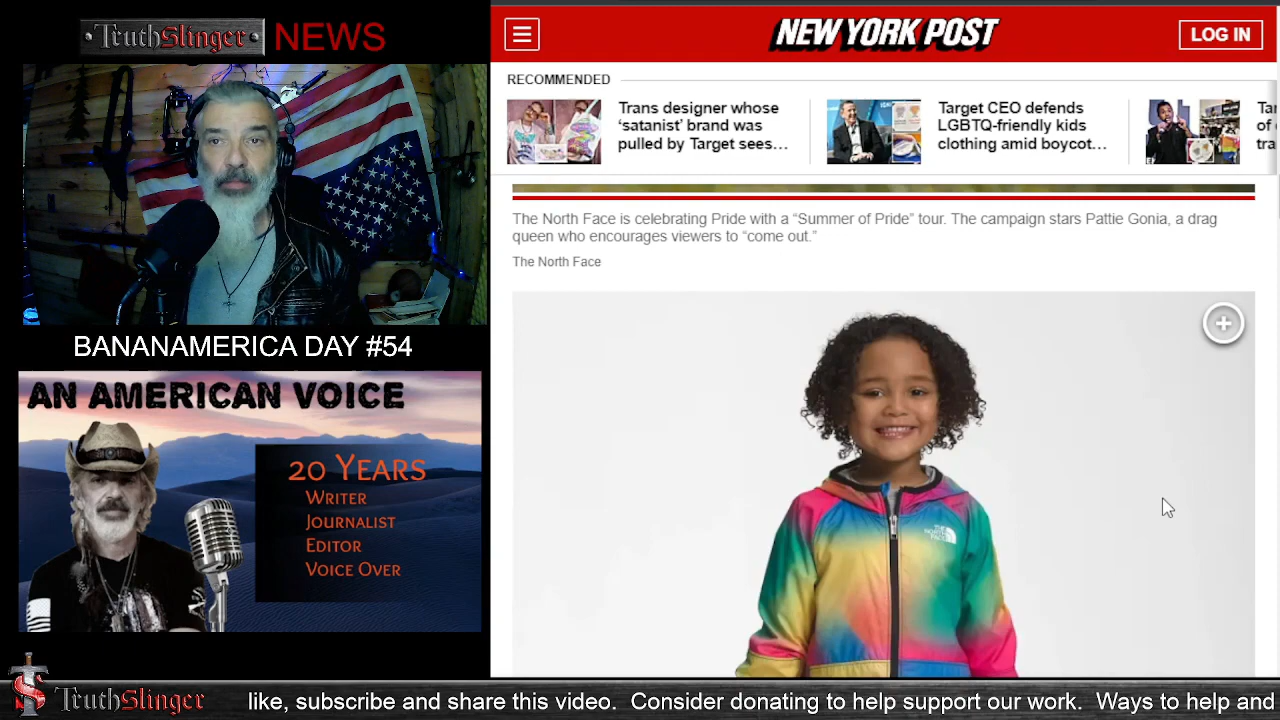 TruthSlinger NEWS
BANANAMERICA DAY #54
AN AMERICAN VOICE
20 YEARS
WRITER
JOURNALIST
EDITOR
VOICE OVER
NEW YORK POST
LOG IN
RECOMMENDED
Trans designer whose
‘satanist’ brand was
pulled by Target sees...
Target CEO defends
LGBTQ-friendly kids
clothing amid boycot...
The North Face is celebrating Pride with a “Summer of Pride” tour. The campaign stars Pattie Gonia, a drag
queen who encourages viewers to “come out.”
The North Face
THE
NORTH
FACE
TruthSlinger like, subscribe and share this video. Consider donating to help support our work. Ways to help and